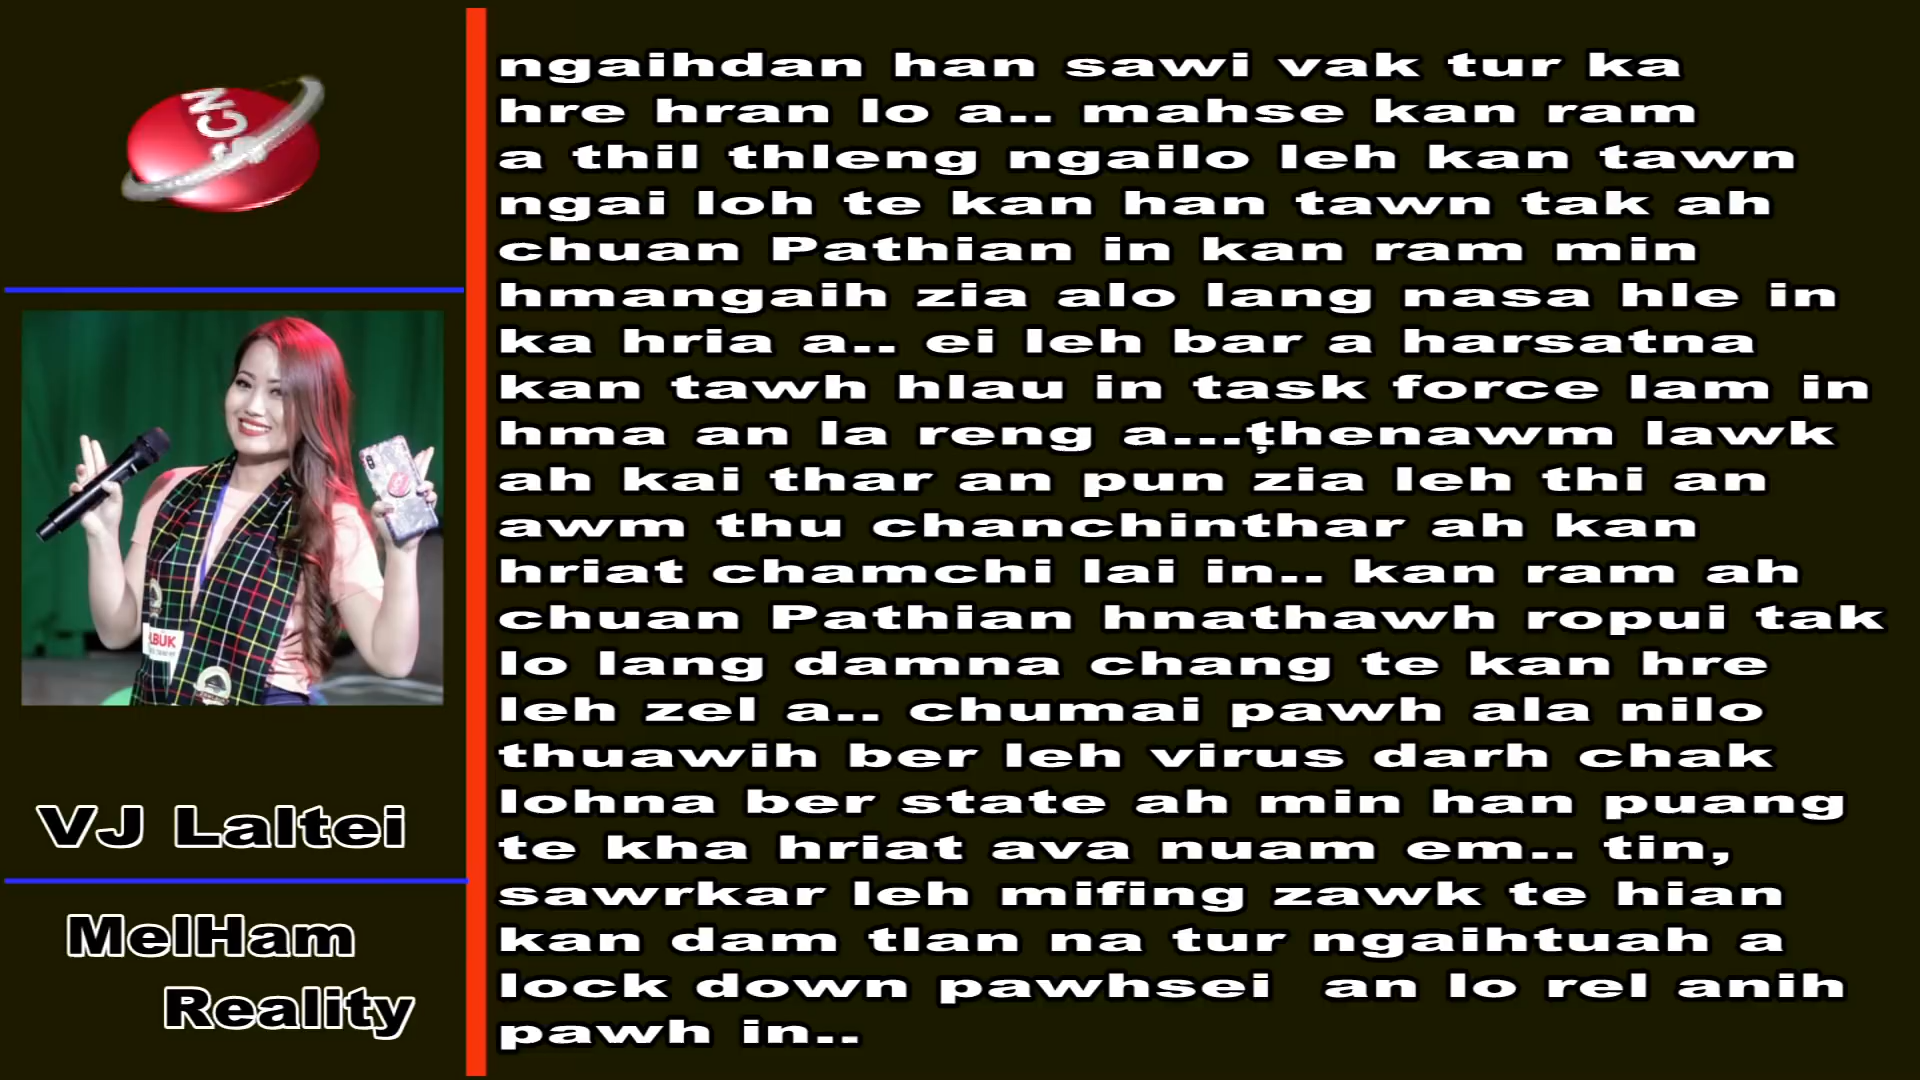 SCN
LBUK
VJ Laltei
MelHam
Reality
ngaihdan han sawi vak tur ka
hre hran lo a.. mahse kan ram
a thil thleng ngailo leh kan tawn
ngai loh te kan han tawn tak ah
chuan Pathian in kan ram min
hmangaih zia alo lang nasa hle in
ka hria a.. ei leh bar a harsatna
kan tawh hlau in task force lam in
hma an la reng a...ţhenawm lawk
ah kai thar an pun zia leh thi an
awm thu chanchinthar ah kan
hriat chamchi lai in.. kan ram ah
chuan Pathian hnathawh ropui tak
lo lang damna chang te kan hre
leh zel a.. chumai pawh ala nilo
thuawih ber leh virus darh chak
lohna ber state ah min han puang
te kha hriat ava nuam em.. tin,
sawrkar leh mifing zawk te hian
kan dam tlan na tur ngaihtuah a
lock down pawhsei an lo rel anih
pawh in..